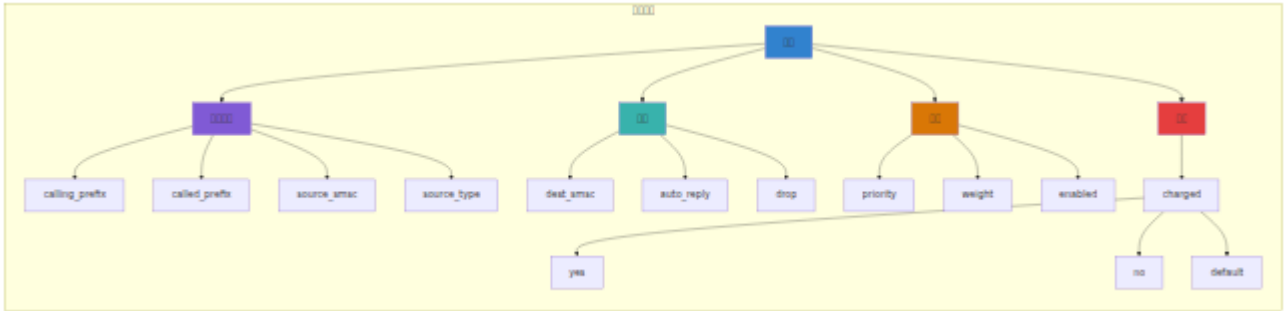 calling_prefix
called_prefix
source_smsc
source_type
dest_smsc
auto_reply
drop
priority
weight
enabled
charged
yes
no
default